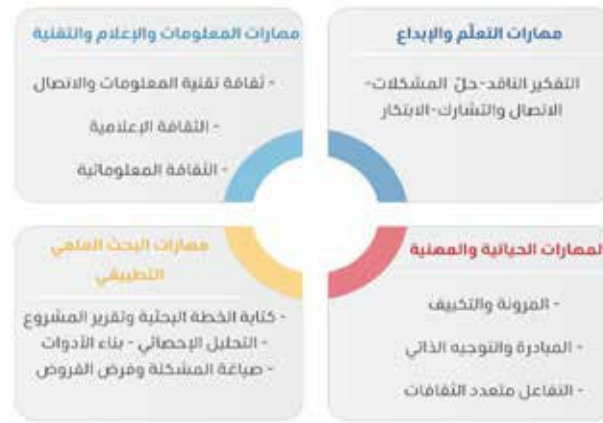 مهارات التعلّم والإبداع
التفكير الناقد-حلّ المشكلات-
الاتصال والتشارك-الابتكار
مهارات المعلومات والإعلام والتقنية
- ثقافة تقنية المعلومات والاتصال
- الثقافة الإعلامية
- الثقافة المعلوماتية
المهارات الحياتية والمهنية
- المرونة والتكييف
- المبادرة والتوجيه الذاتي
- التفاعل متعدد الثقافات
مهارات البحث العلمي
التطبيقي
- كتابة الخطة البحثية وتقرير المشروع
- التحليل الإحصائي - بناء الأدوات
- صياغة المشكلة وفرض الفروض